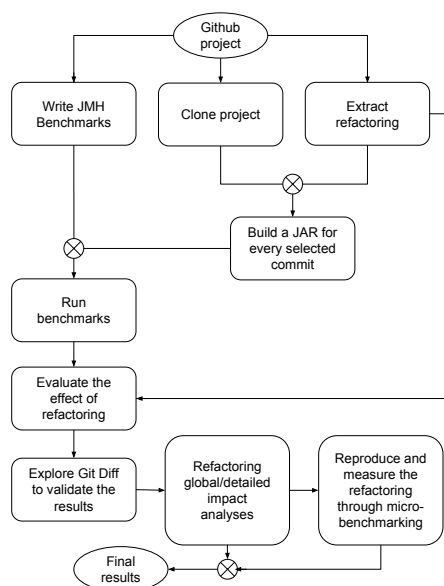 Github
project
Write JMH
Benchmarks
Clone project
Extract
refactoring
Build a JAR for
every selected
commit
Run
benchmarks
Evaluate the
effect of
refactoring
Explore Git Diff
to validate the
results
Refactoring
global/detailed
impact
analyses
Reproduce and
measure the
refactoring
through micro-
benchmarking
Final
results